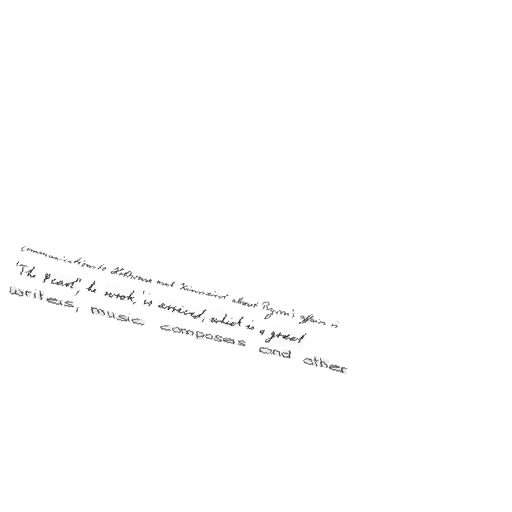 communications to Hobhouse and Kinnaird about Byron's affairs is
'The Pearl', he wrote, 'is arrived, which is a great
writers, music composers and other